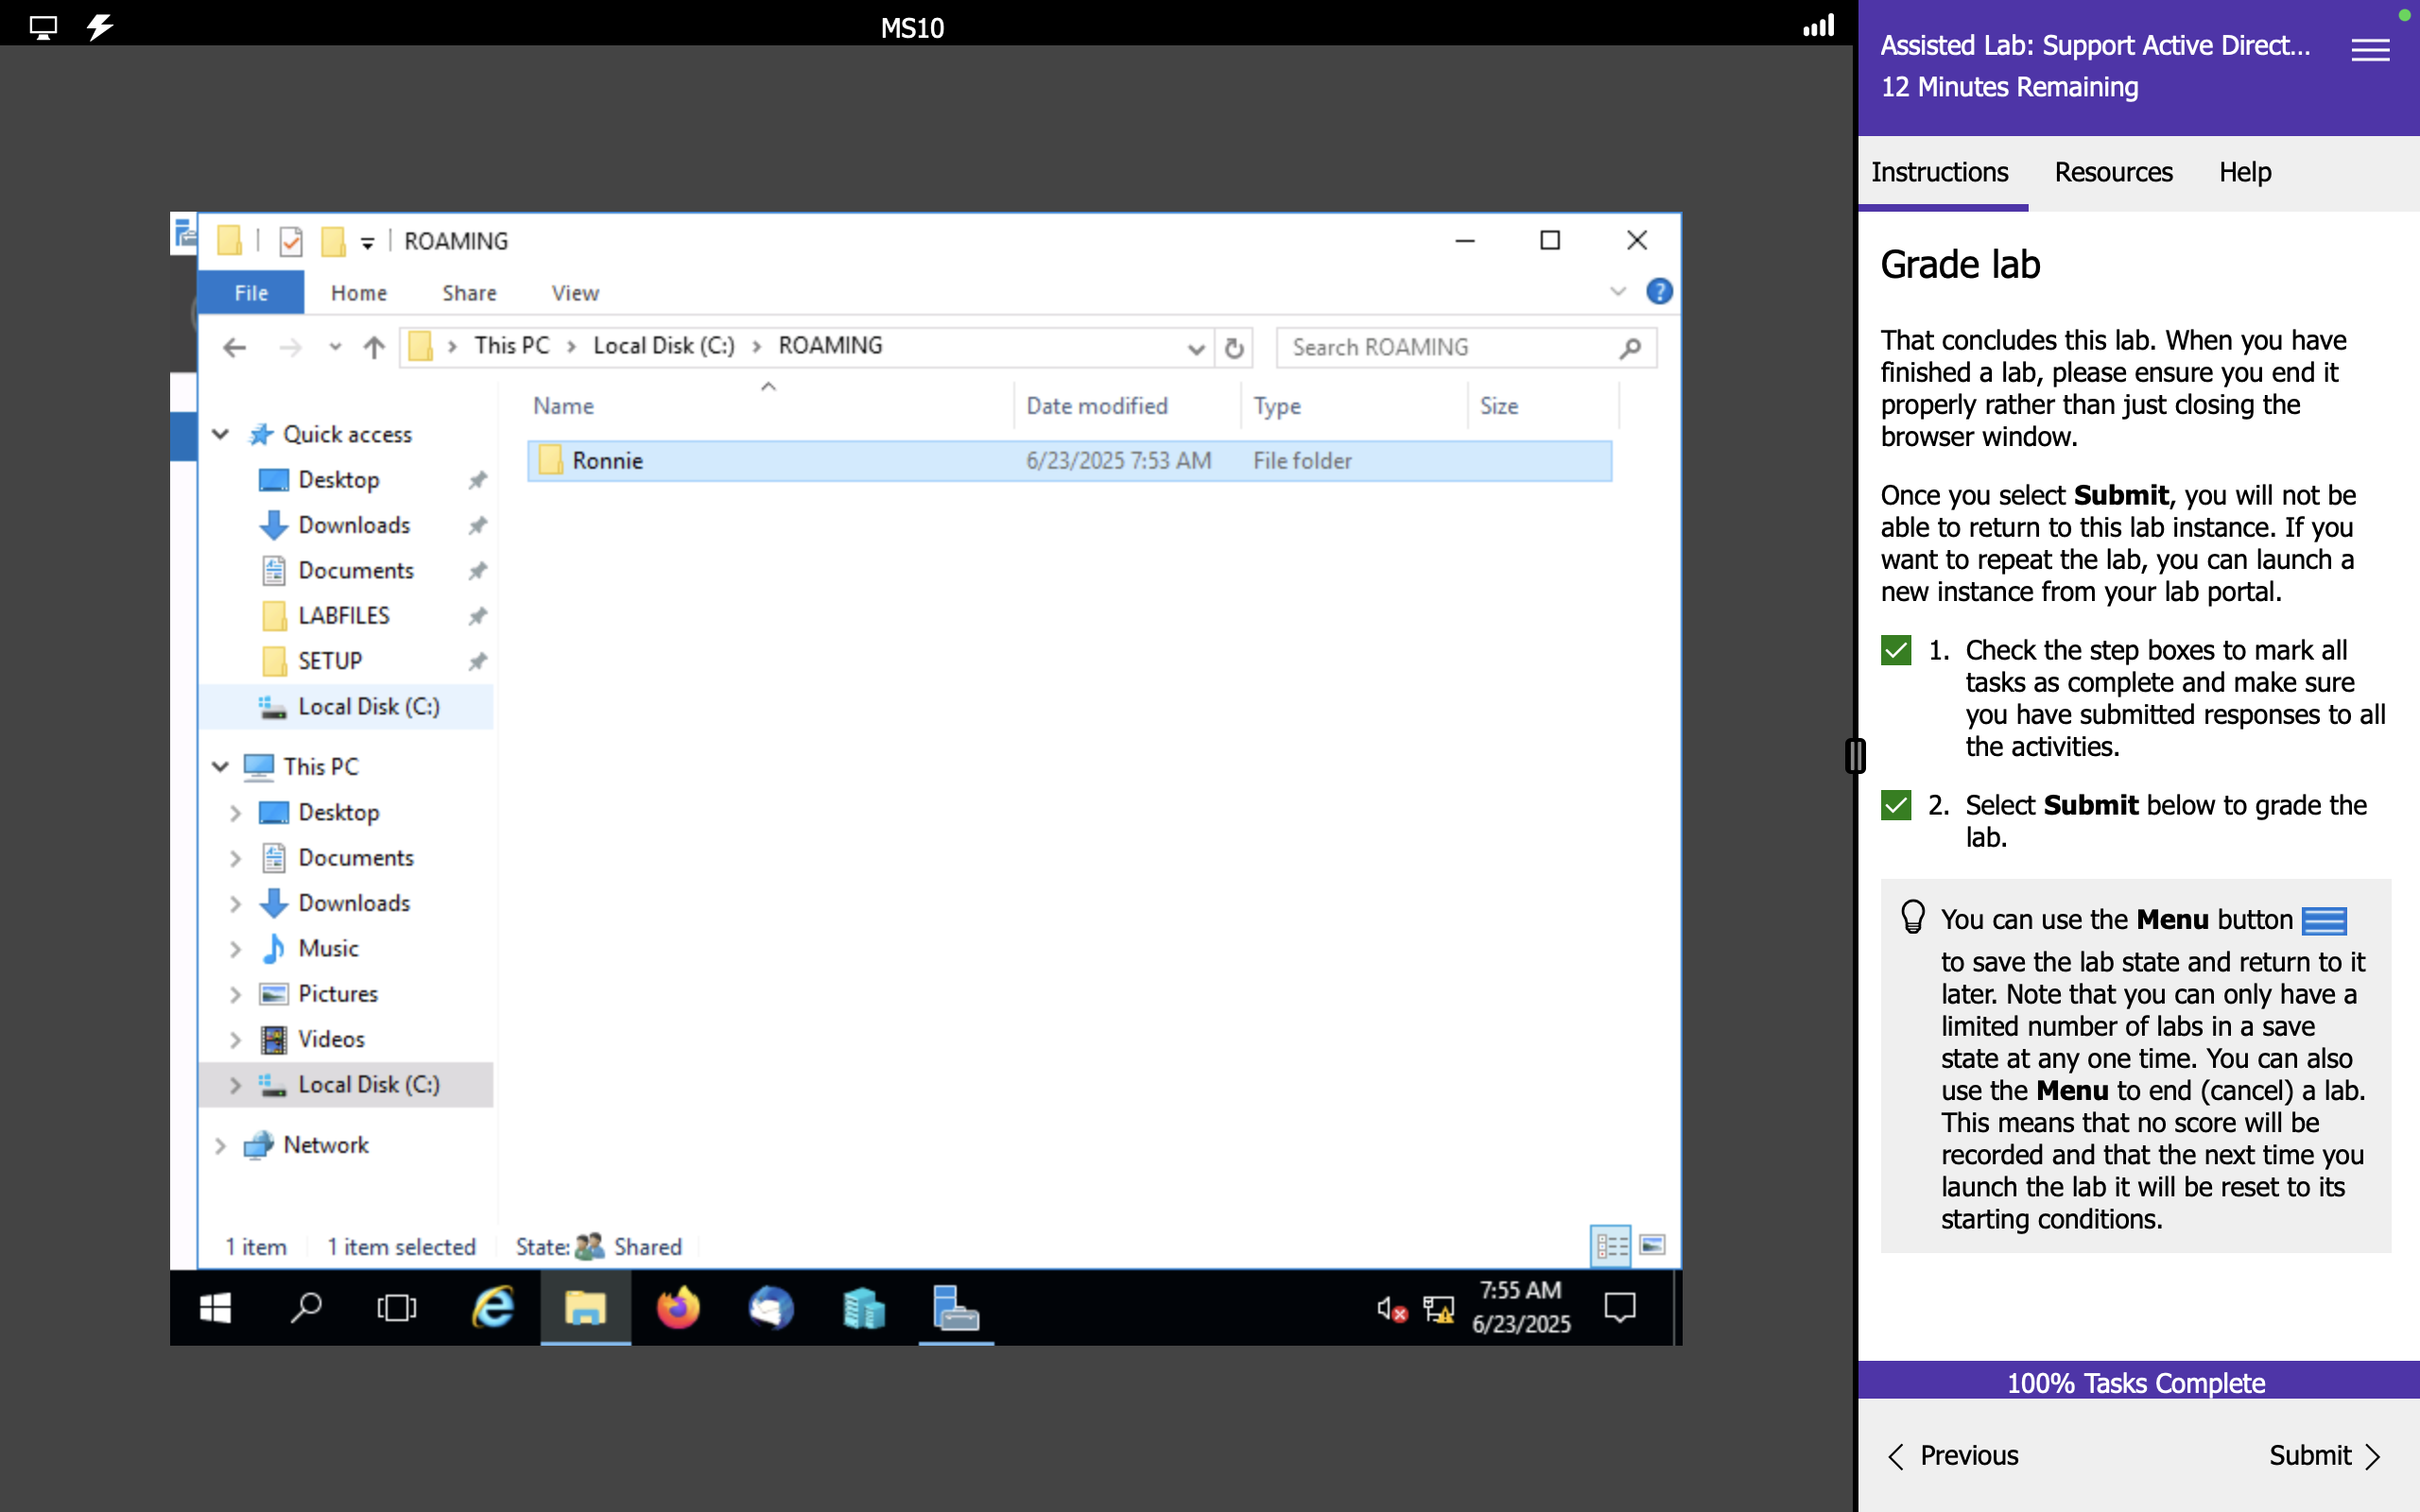 MS10
ROAMING
File Home Share View
This PC Local Disk (C:) ROAMING
Search ROAMING
Name Date modified Type Size
Ronnie 6/23/2025 7:53 AM File folder
Quick access
Desktop
Downloads
Documents
LABFILES
SETUP
Local Disk (C:)
This PC
Desktop
Documents
Downloads
Music
Pictures
Videos
Local Disk (C:)
Network
1 item 1 item selected State: Shared
7:55 AM
6/23/2025
Assisted Lab: Support Active Direct...
12 Minutes Remaining
Instructions Resources Help
Grade lab
That concludes this lab. When you have
finished a lab, please ensure you end it
properly rather than just closing the
browser window.
Once you select Submit, you will not be
able to return to this lab instance. If you
want to repeat the lab, you can launch a
new instance from your lab portal.
1. Check the step boxes to mark all
tasks as complete and make sure
you have submitted responses to all
the activities.
2. Select Submit below to grade the
lab.
You can use the Menu button
to save the lab state and return to it
later. Note that you can only have a
limited number of labs in a save
state at any one time. You can also
use the Menu to end (cancel) a lab.
This means that no score will be
recorded and that the next time you
launch the lab it will be reset to its
starting conditions.
100% Tasks Complete
Previous Submit